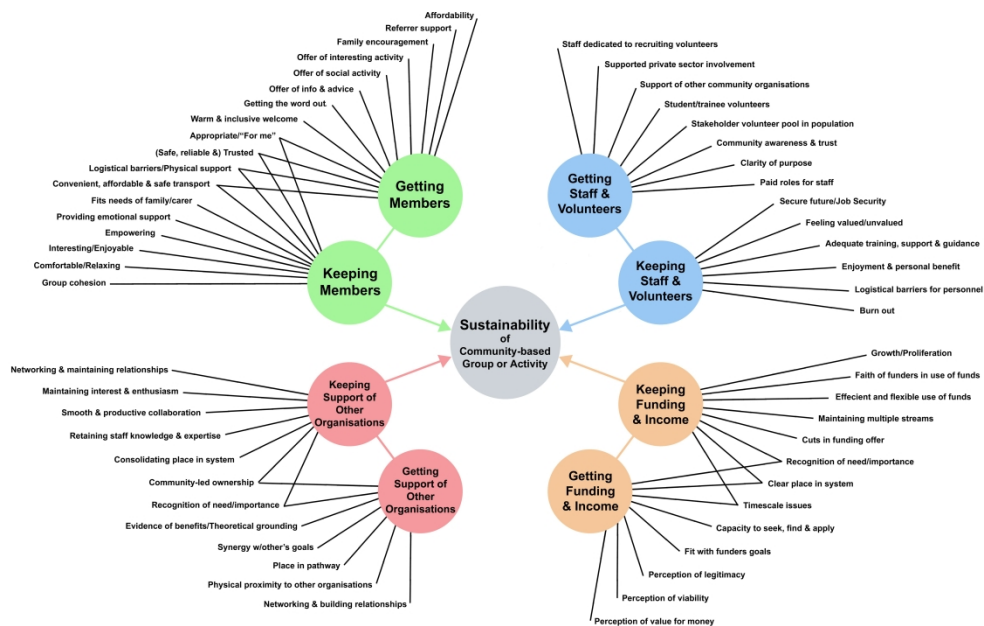 Affordability
Referrer support
Family encouragement
Offer of interesting activity
Offer of social activity
Offer of info & advice
Getting the word out
Warm & inclusive welcome
Appropriate/"For me"
(Safe, reliable &) Trusted
Logistical barriers/Physical support
Convenient, affordable & safe transport
Fits needs of family/carer
Providing emotional support
Empowering
Interesting/Enjoyable
Comfortable/Relaxing
Group cohesion
Getting
Members
Keeping
Members
Staff dedicated to recruiting volunteers
Supported private sector involvement
Support of other community organisations
Student/trainee volunteers
Stakeholder volunteer pool in population
Community awareness & trust
Clarity of purpose
Paid roles for staff
Secure future/Job Security
Feeling valued/unvalued
Adequate training, support & guidance
Enjoyment & personal benefit
Logistical barriers for personnel
Burn out
Getting
Staff &
Volunteers
Keeping
Staff &
Volunteers
Sustainability
of
Community-based
Group or Activity
Networking & maintaining relationships
Maintaining interest & enthusiasm
Smooth & productive collaboration
Retaining staff knowledge & expertise
Consolidating place in system
Community-led ownership
Recognition of need/importance
Evidence of benefits/Theoretical grounding
Synergy w/other's goals
Place in pathway
Physical proximity to other organisations
Networking & building relationships
Keeping
Support of
Other
Organisations
Getting
Support of
Other
Organisations
Growth/Proliferation
Faith of funders in use of funds
Effecient and flexible use of funds
Maintaining multiple streams
Cuts in funding offer
Recognition of need/importance
Clear place in system
Timescale issues
Capacity to seek, find & apply
Fit with funders goals
Perception of legitimacy
Perception of viability
Perception of value for money
Keeping
Funding
& Income
Getting
Funding
& Income